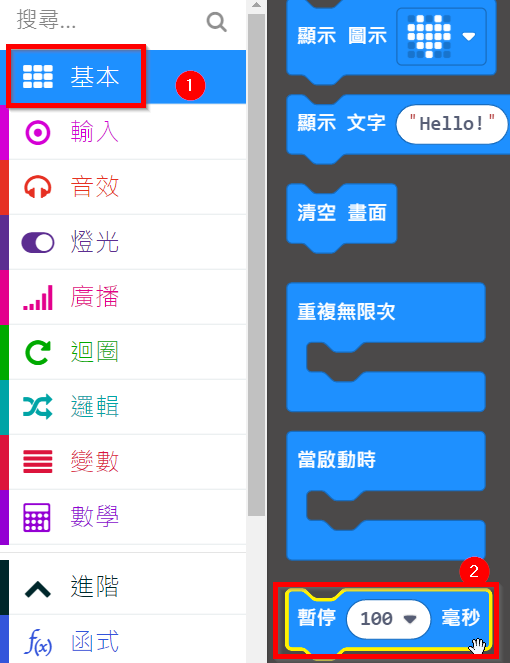 搜尋...
基本
1
輸入
音效
燈光
廣播
迴圈
邏輯
變數
數學
進階
f(x) 函式
顯示 圖示
顯示 文字 "Hello!"
清空 畫面
重複無限次
當啟動時
2
暫停 100 毫秒